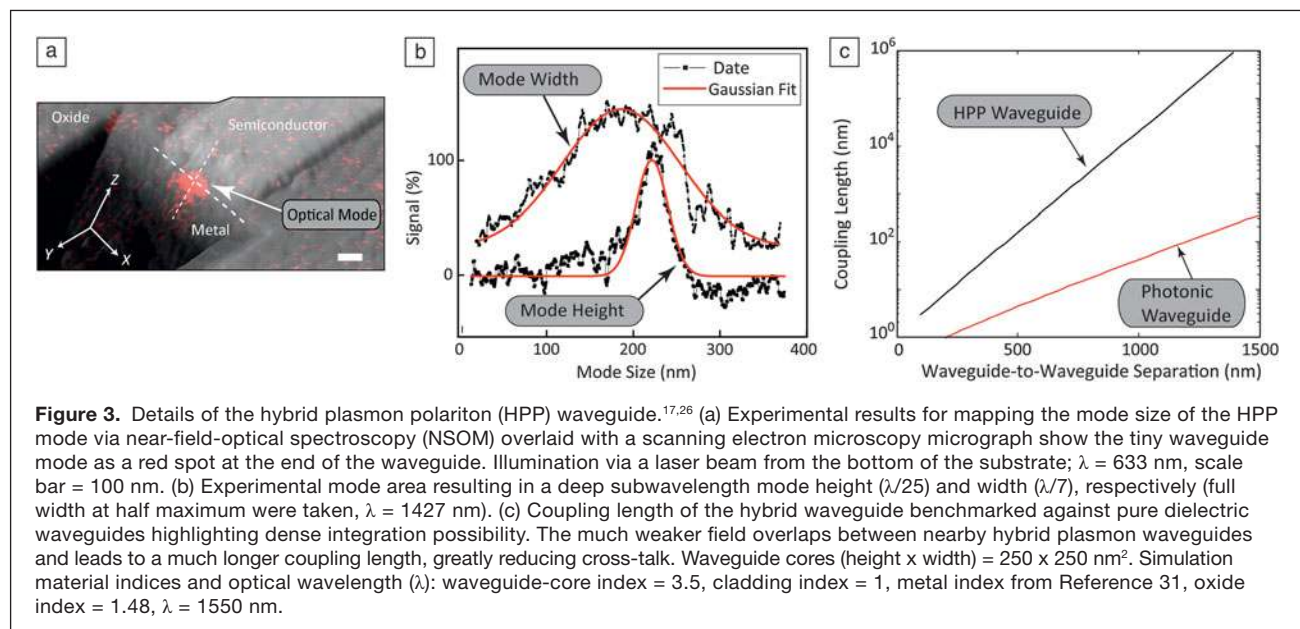 a
Oxide
Semiconductor
Z
Y
X
Metal
Optical Mode
b
Mode Width
Date
Gaussian Fit
Signal (%)
100
0
Mode Height
0 100 200 300 400
Mode Size (nm)
c
Coupling Length (nm)
10⁶
10⁴
10²
10⁰
HPP Waveguide
Photonic
Waveguide
0 500 1000 1500
Waveguide-to-Waveguide Separation (nm)
Figure 3. Details of the hybrid plasmon polariton (HPP) waveguide.¹⁷,²⁶ (a) Experimental results for mapping the mode size of the HPP
mode via near-field-optical spectroscopy (NSOM) overlaid with a scanning electron microscopy micrograph show the tiny waveguide
mode as a red spot at the end of the waveguide. Illumination via a laser beam from the bottom of the substrate; λ = 633 nm, scale
bar = 100 nm. (b) Experimental mode area resulting in a deep subwavelength mode height (λ/25) and width (λ/7), respectively (full
width at half maximum were taken, λ = 1427 nm). (c) Coupling length of the hybrid waveguide benchmarked against pure dielectric
waveguides highlighting dense integration possibility. The much weaker field overlaps between nearby hybrid plasmon waveguides
and leads to a much longer coupling length, greatly reducing cross-talk. Waveguide cores (height x width) = 250 x 250 nm². Simulation
material indices and optical wavelength (λ): waveguide-core index = 3.5, cladding index = 1, metal index from Reference 31, oxide
index = 1.48, λ = 1550 nm.